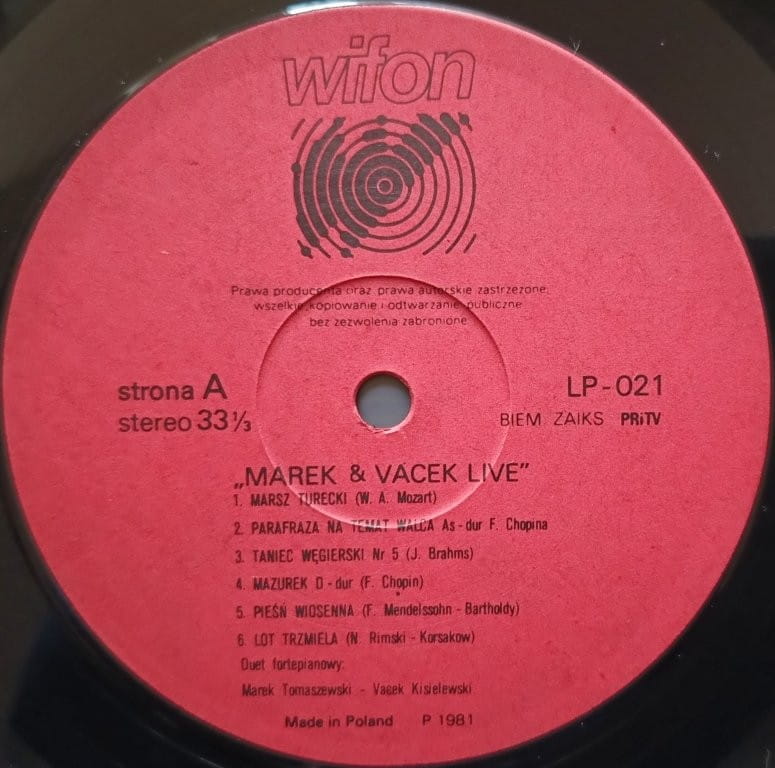 wifon
Prawa producenta oraz prawa autorskie zastrzeżone,
wszelkie kopiowanie i odtwarzanie publiczne
bez zezwolenia zabronione
strona A
stereo 33 ⅓
LP-021
BIEM ZAIKS PRiTV
„MAREK & VACEK LIVE”
1. MARSZ TURECKI (W. A. Mozart)
2. PARAFRAZA NA TEMAT WALCA As-dur F. Chopina
3. TANIEC WĘGIERSKI Nr 5 (J. Brahms)
4. MAZUREK D-dur (F. Chopin)
5. PIEŚŃ WIOSENNA (F. Mendelssohn - Bartholdy)
6. LOT TRZMIELA (N. Rimski - Korsakow)
Duet fortepianowy:
Marek Tomaszewski - Vacek Kisielewski
Made in Poland P 1981